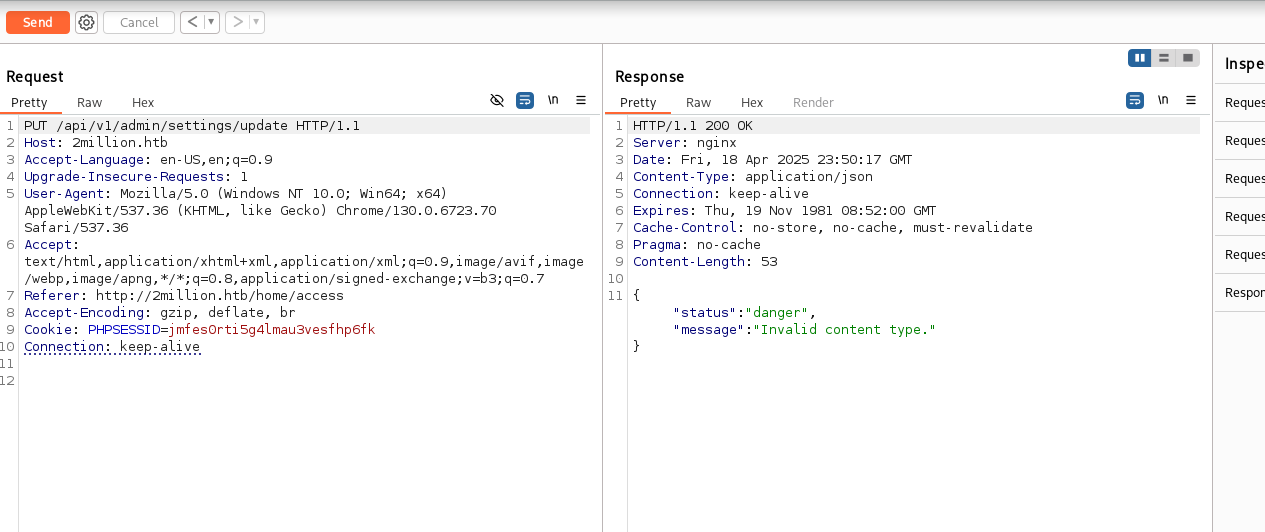 Send
Cancel
< ▼
> ▼
Request
Pretty Raw Hex
\n
1 PUT /api/v1/admin/settings/update HTTP/1.1
2 Host: 2million.htb
3 Accept-Language: en-US,en;q=0.9
4 Upgrade-Insecure-Requests: 1
5 User-Agent: Mozilla/5.0 (Windows NT 10.0; Win64; x64)
AppleWebKit/537.36 (KHTML, like Gecko) Chrome/130.0.6723.70
Safari/537.36
6 Accept:
text/html,application/xhtml+xml,application/xml;q=0.9,image/avif,image
/webp,image/apng,*/*;q=0.8,application/signed-exchange;v=b3;q=0.7
7 Referer: http://2million.htb/home/access
8 Accept-Encoding: gzip, deflate, br
9 Cookie: PHPSESSID=jmfes0rti5g4lmau3vesfhp6fk
10 Connection: keep-alive
11
12
Response
Pretty Raw Hex Render
\n
1 HTTP/1.1 200 OK
2 Server: nginx
3 Date: Fri, 18 Apr 2025 23:50:17 GMT
4 Content-Type: application/json
5 Connection: keep-alive
6 Expires: Thu, 19 Nov 1981 08:52:00 GMT
7 Cache-Control: no-store, no-cache, must-revalidate
8 Pragma: no-cache
9 Content-Length: 53
10
11 {
"status":"danger",
"message":"Invalid content type."
}
Inspe
Reques
Reques
Reques
Reques
Reques
Respor